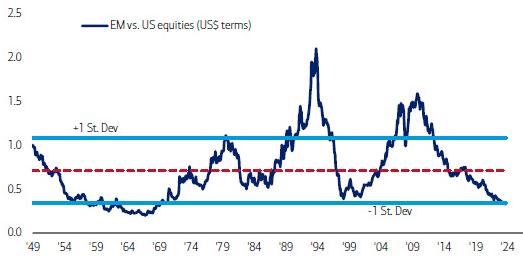 2.5
EM vs. US equities (US$ terms)
2.0
1.5
+1 St. Dev
1.0
0.5
-1 St. Dev
0.0
'49 '54 '59 '64 '69 '74 '79 '84 '89 '94 '99 '04 '09 '14 '19 '24